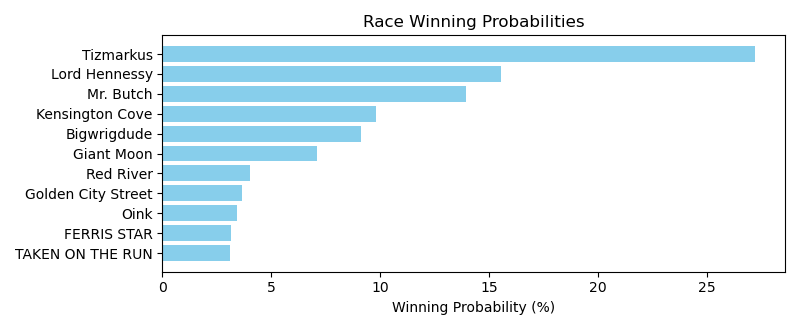 Race Winning Probabilities
Tizmarkus
Lord Hennessy
Mr. Butch
Kensington Cove
Bigwrigdude
Giant Moon
Red River
Golden City Street
Oink
FERRIS STAR
TAKEN ON THE RUN
0 5 10 15 20 25
Winning Probability (%)